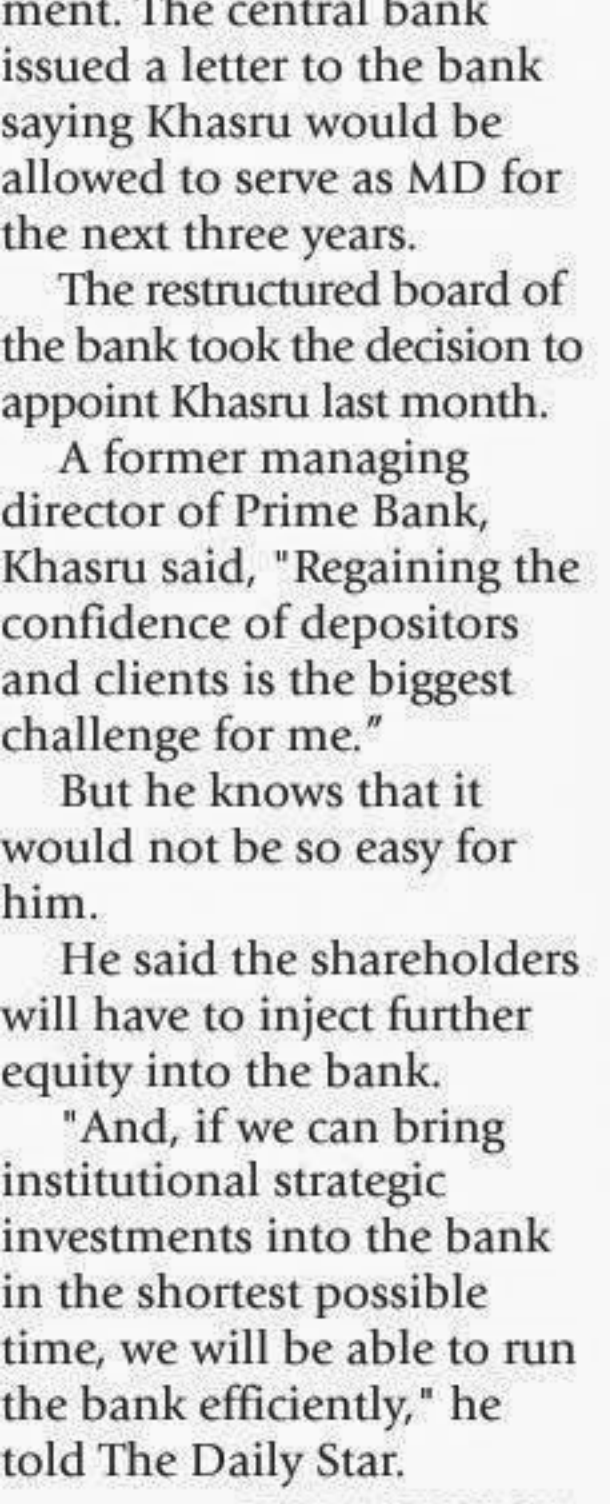 ment. The central bank
issued a letter to the bank
saying Khasru would be
allowed to serve as MD for
the next three years.
The restructured board of
the bank took the decision to
appoint Khasru last month.
A former managing
director of Prime Bank,
Khasru said, "Regaining the
confidence of depositors
and clients is the biggest
challenge for me.”
But he knows that it
would not be so easy for
him.
He said the shareholders
will have to inject further
equity into the bank.
"And, if we can bring
institutional strategic
investments into the bank
in the shortest possible
time, we will be able to run
the bank efficiently," he
told The Daily Star.